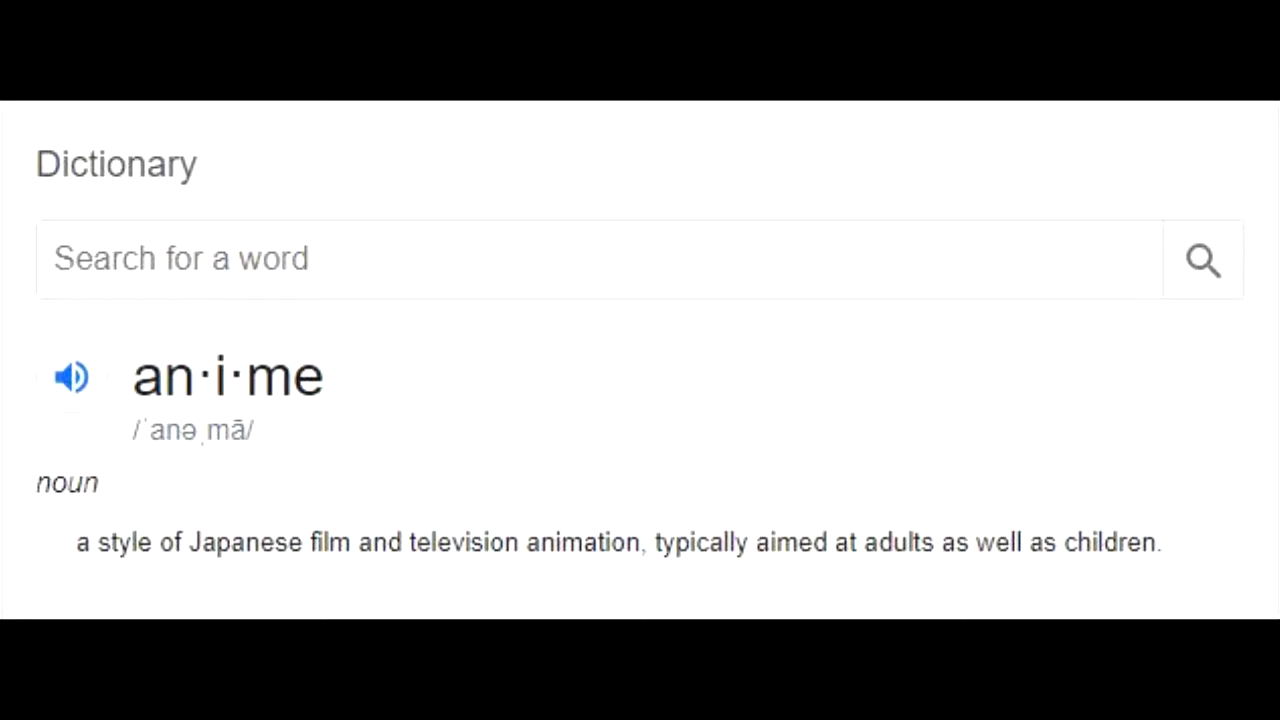 Dictionary
Search for a word
an·i·me
/ˈanəˌmā/
noun
a style of Japanese film and television animation, typically aimed at adults as well as children.